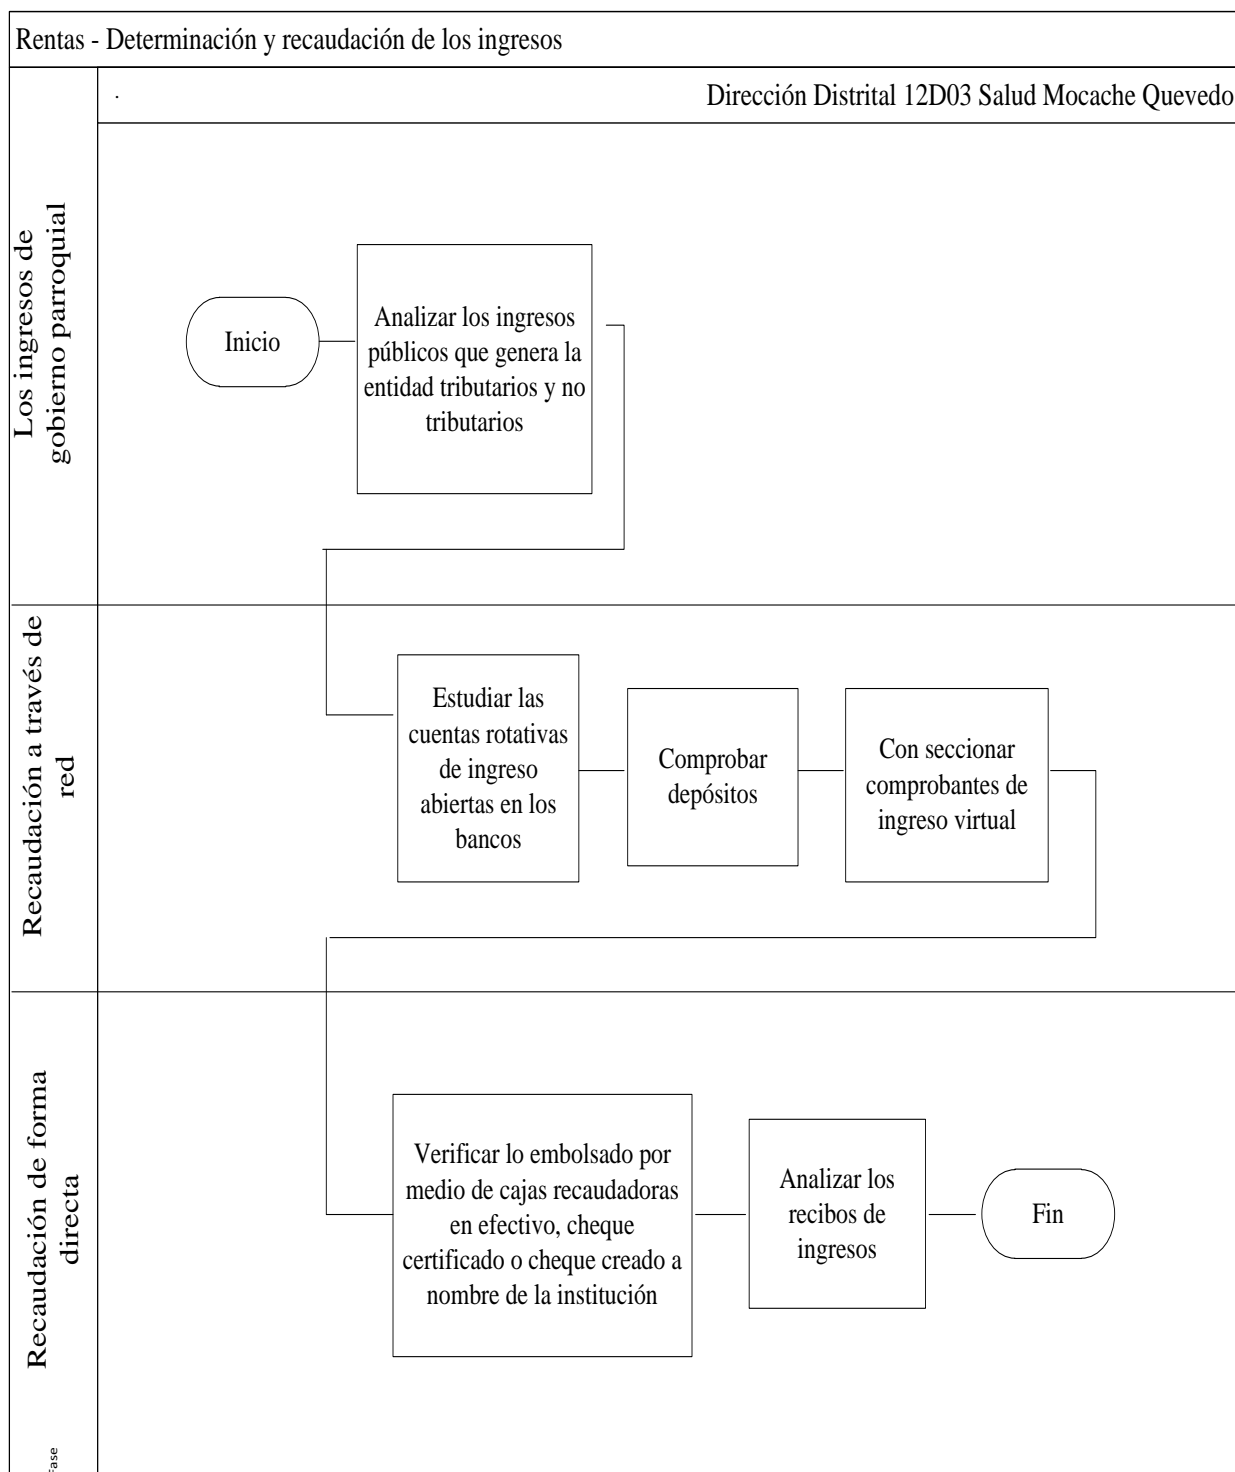 Rentas - Determinación y recaudación de los ingresos
.
Dirección Distrital 12D03 Salud Mocache Quevedo
Los ingresos de
gobierno parroquial
Inicio
Analizar los ingresos
públicos que genera la
entidad tributarios y no
tributarios
Recaudación a través de
red
Estudiar las
cuentas rotativas
de ingreso
abiertas en los
bancos
Comprobar
depósitos
Con seccionar
comprobantes de
ingreso virtual
Recaudación de forma
directa
Verificar lo embolsado por
medio de cajas recaudadoras
en efectivo, cheque
certificado o cheque creado a
nombre de la institución
Analizar los
recibos de
ingresos
Fin
Fase